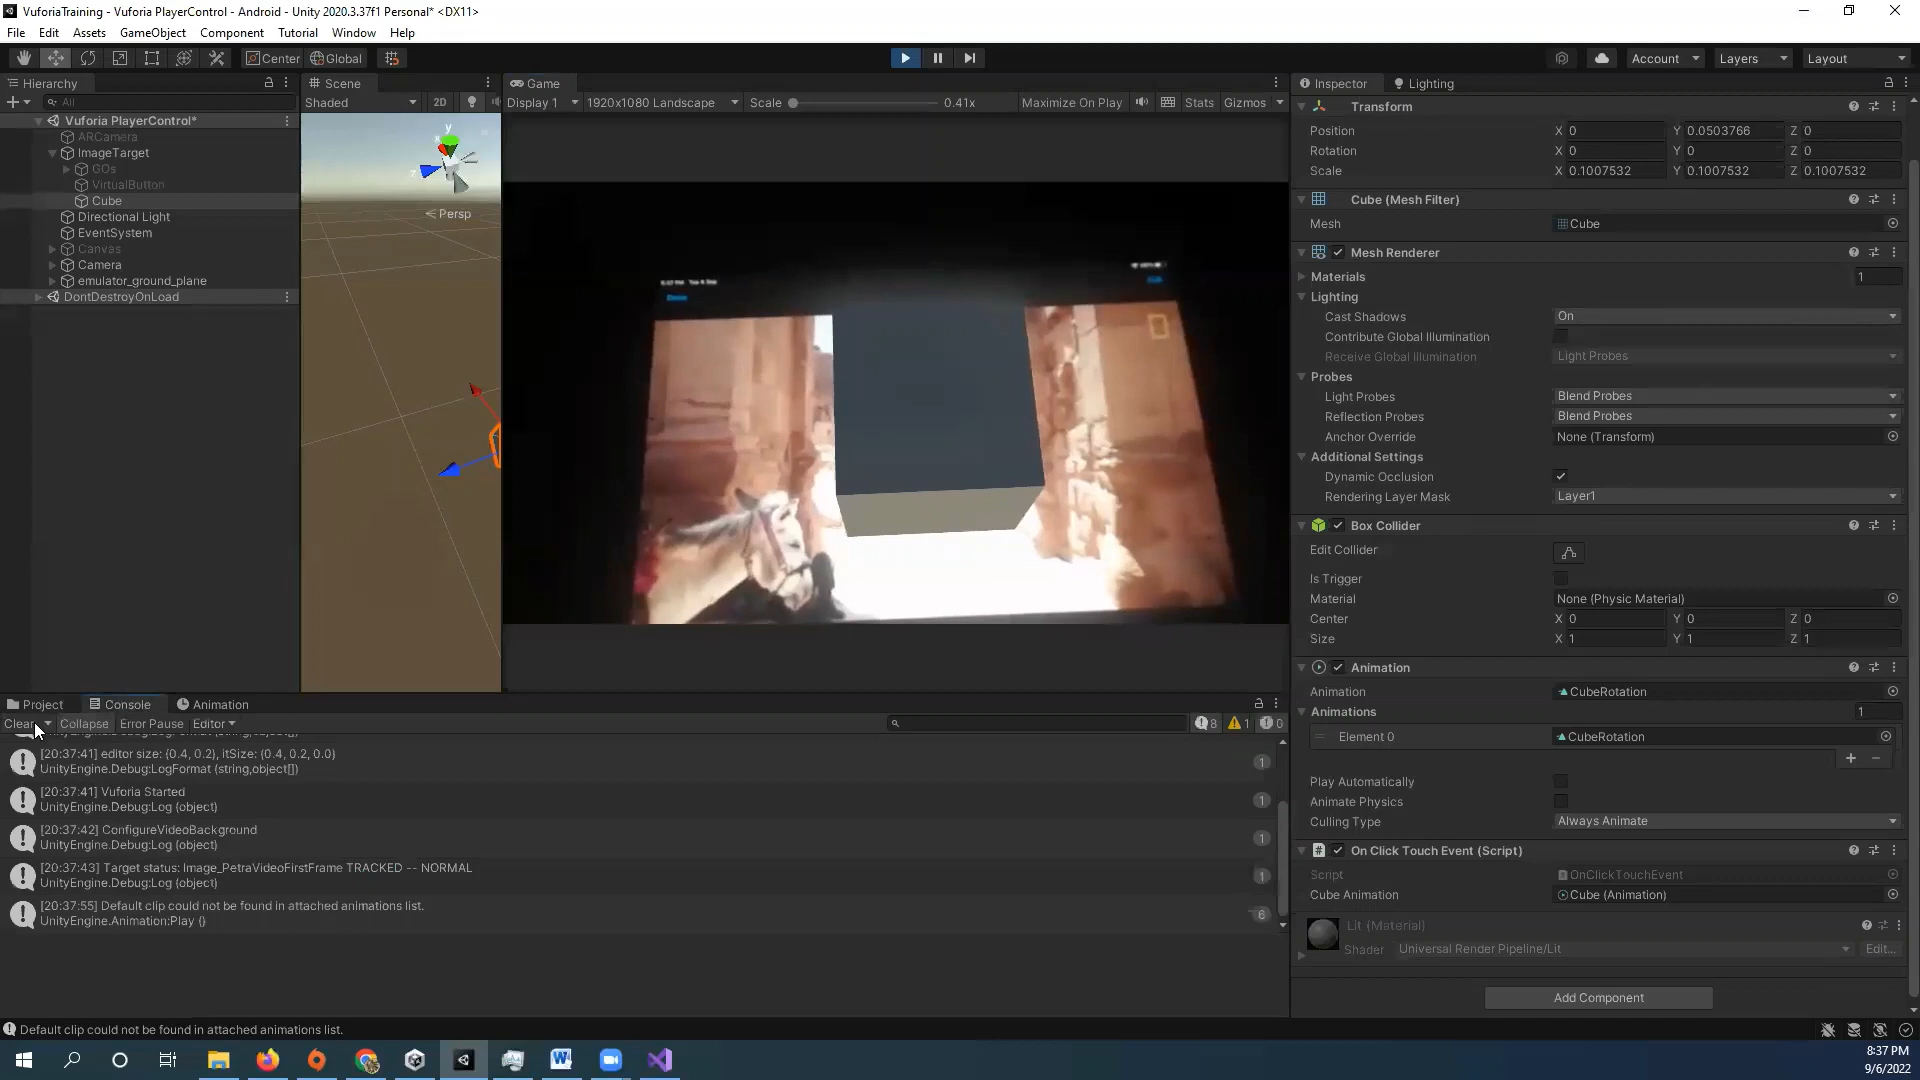 VuforiaTraining - Vuforia PlayerControl - Android - Unity 2020.3.37f1 Personal* <DX11>
File Edit Assets GameObject Component Tutorial Window Help
Center Global Account Layers Layout
Hierarchy
All
Vuforia PlayerControl*
ARCamera
ImageTarget
GOs
VirtualButton
Cube
Directional Light
EventSystem
Canvas
Camera
emulator_ground_plane
DontDestroyOnLoad
Scene
Shaded 2D
y
z
Persp
Game
Display 1 1920x1080 Landscape Scale 0.41x Maximize On Play Stats Gizmos
Inspector Lighting
Transform
Position X 0 Y 0.0503766 Z 0
Rotation X 0 Y 0 Z 0
Scale X 0.1007532 Y 0.1007532 Z 0.1007532
Cube (Mesh Filter)
Mesh Cube
Mesh Renderer
Materials 1
Lighting
Cast Shadows On
Contribute Global Illumination
Receive Global Illumination Light Probes
Probes
Light Probes Blend Probes
Reflection Probes Blend Probes
Anchor Override None (Transform)
Additional Settings
Dynamic Occlusion
Rendering Layer Mask Layer1
Box Collider
Edit Collider
Is Trigger
Material None (Physic Material)
Center X 0 Y 0 Z 0
Size X 1 Y 1 Z 1
Animation
Animation CubeRotation
Animations 1
Element 0 CubeRotation
Play Automatically
Animate Physics
Culling Type Always Animate
On Click Touch Event (Script)
Script OnClickTouchEvent
Cube Animation Cube (Animation)
Lit (Material)
Shader Universal Render Pipeline/Lit Edit...
Add Component
Project Console Animation
Clear Collapse Error Pause Editor 8 1 0
[20:37:41] editor size: {0.4, 0.2}, itSize: (0.4, 0.2, 0.0)
UnityEngine.Debug:LogFormat (string,object[]) 1
[20:37:41] Vuforia Started
UnityEngine.Debug:Log (object) 1
[20:37:42] ConfigureVideoBackground
UnityEngine.Debug:Log (object) 1
[20:37:43] Target status: Image_PetraVideoFirstFrame TRACKED -- NORMAL
UnityEngine.Debug:Log (object) 1
[20:37:55] Default clip could not be found in attached animations list.
UnityEngine.Animation:Play () 6
Default clip could not be found in attached animations list.
8:37 PM
9/6/2022